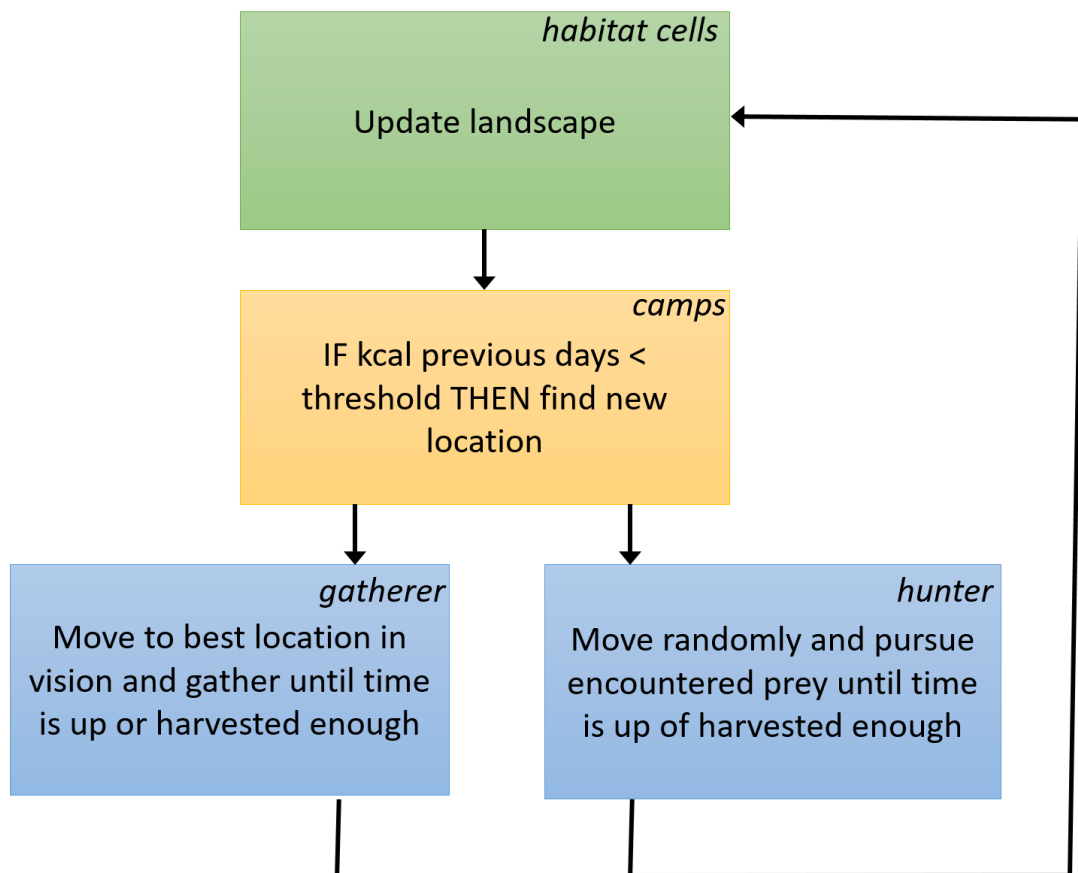 habitat cells
Update landscape
camps
IF kcal previous days <
threshold THEN find new
location
gatherer
Move to best location in
vision and gather until time
is up or harvested enough
hunter
Move randomly and pursue
encountered prey until time
is up of harvested enough